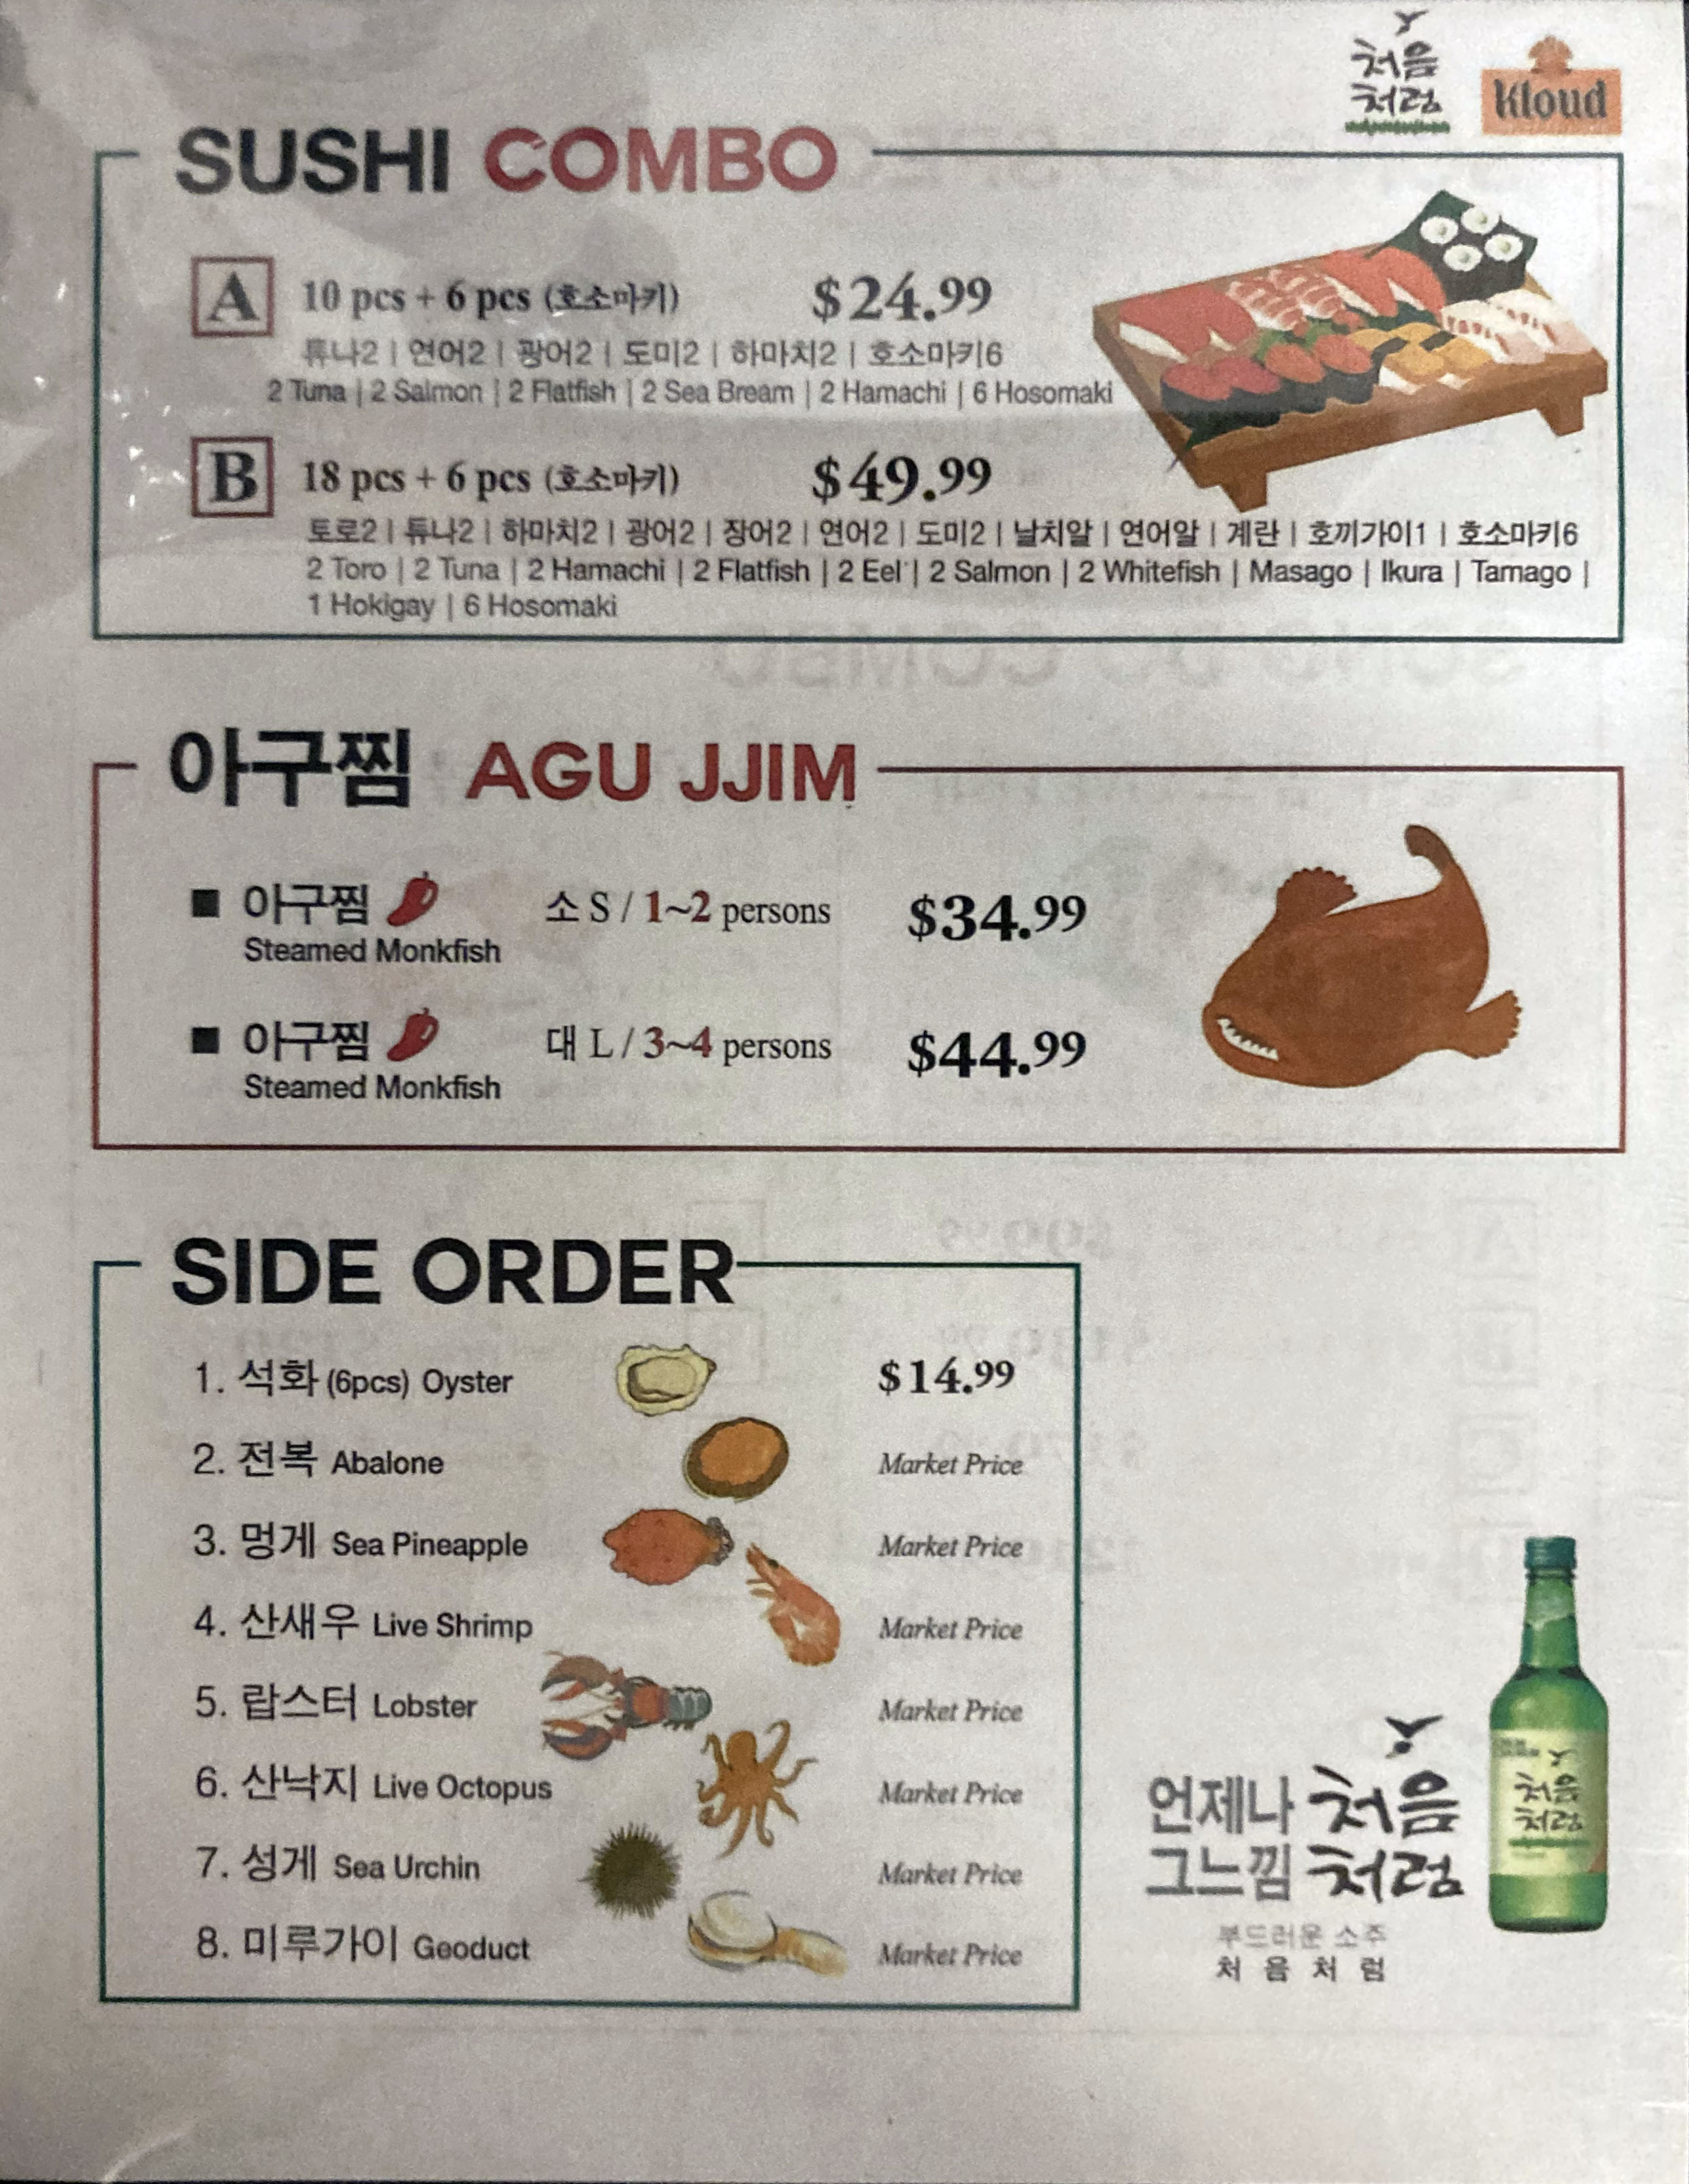 처음
처럼
Kloud
SUSHI COMBO
A 10 pcs + 6 pcs (호소마키) $24.99
튜나2 | 연어2 | 광어2 | 도미2 | 하마치2 | 호소마키6
2 Tuna | 2 Salmon | 2 Flatfish | 2 Sea Bream | 2 Hamachi | 6 Hosomaki
B 18 pcs + 6 pcs (호소마키) $49.99
토로2 | 튜나2 | 하마치2 | 광어2 | 장어2 | 연어2 | 도미2 | 날치알 | 연어알 | 계란 | 호끼가이1 | 호소마키6
2 Toro | 2 Tuna | 2 Hamachi | 2 Flatfish | 2 Eel | 2 Salmon | 2 Whitefish | Masago | Ikura | Tamago |
1 Hokigay | 6 Hosomaki
아구찜 AGU JJIM
■ 아구찜 소 S / 1~2 persons $34.99
Steamed Monkfish
■ 아구찜 대 L / 3~4 persons $44.99
Steamed Monkfish
SIDE ORDER
1. 석화 (6pcs) Oyster $14.99
2. 전복 Abalone Market Price
3. 멍게 Sea Pineapple Market Price
4. 산새우 Live Shrimp Market Price
5. 랍스터 Lobster Market Price
6. 산낙지 Live Octopus Market Price
7. 성게 Sea Urchin Market Price
8. 미루가이 Geoduct Market Price
언제나 처음
그느낌 처럼
부드러운 소주
처음처럼
처음
처럼